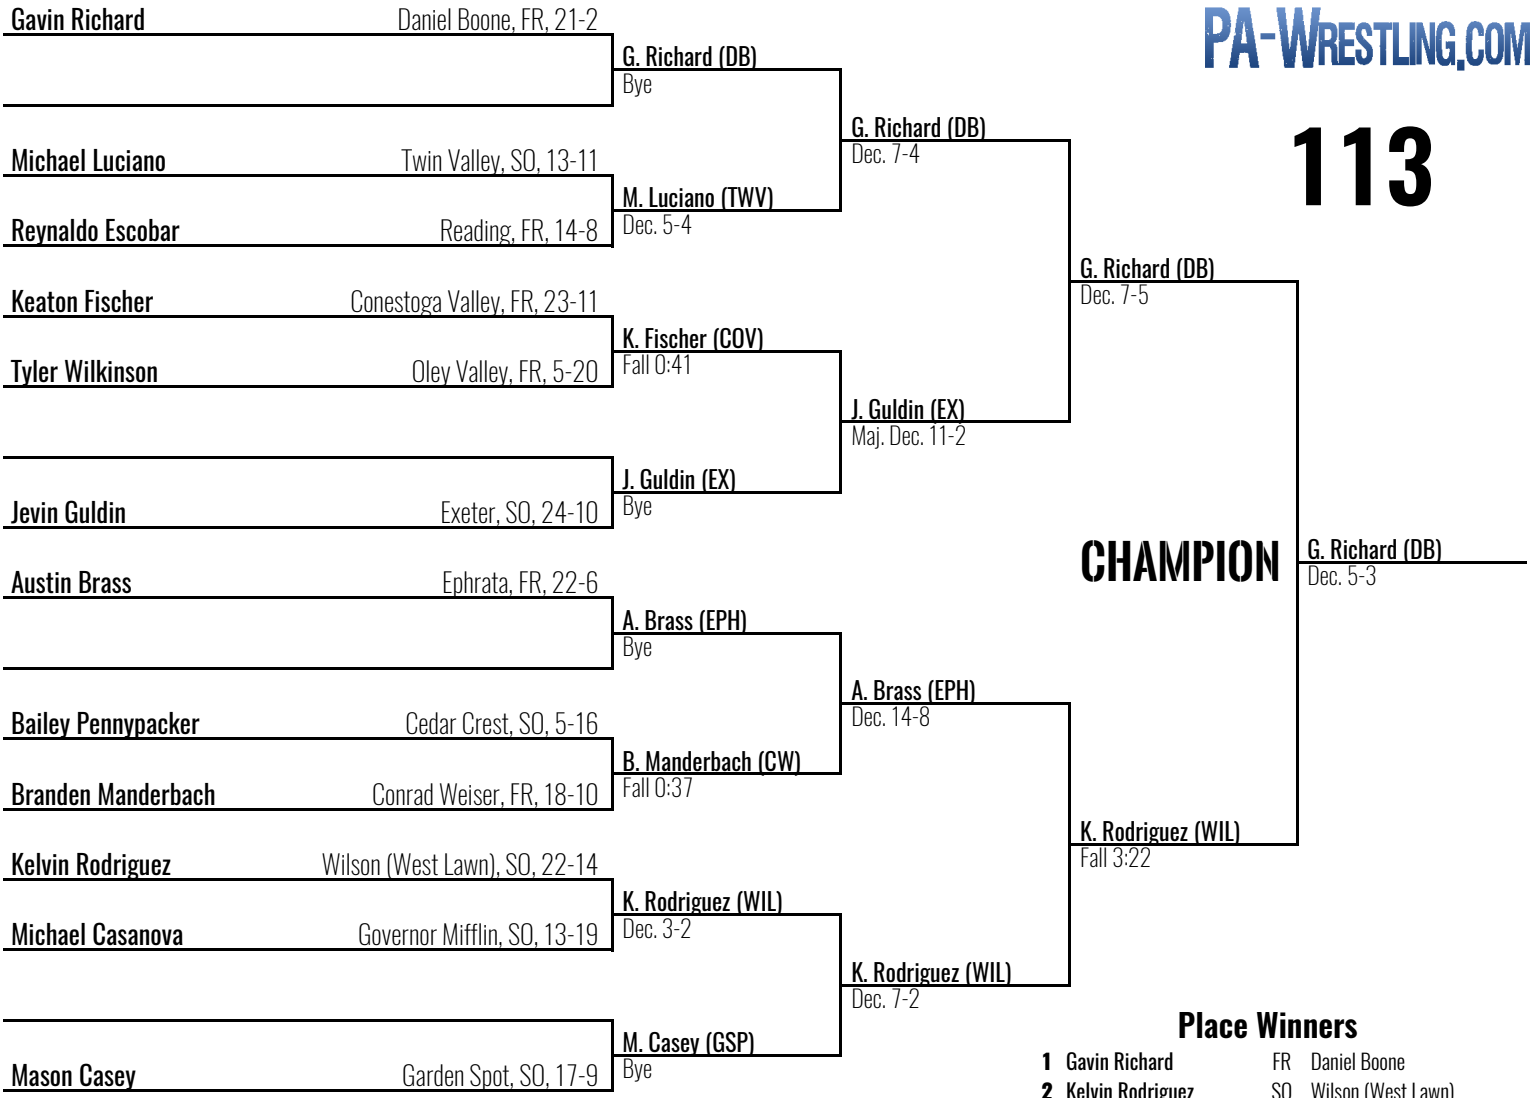 PA-WRESTLING.COM
113
Gavin Richard Daniel Boone, FR, 21-2
G. Richard (DB)
Bye
G. Richard (DB)
Dec. 7-4
Michael Luciano Twin Valley, SO, 13-11
M. Luciano (TWV)
Dec. 5-4
Reynaldo Escobar Reading, FR, 14-8
G. Richard (DB)
Dec. 7-5
Keaton Fischer Conestoga Valley, FR, 23-11
K. Fischer (COV)
Fall 0:41
Tyler Wilkinson Oley Valley, FR, 5-20
J. Guldin (EX)
Maj. Dec. 11-2
J. Guldin (EX)
Bye
Jevin Guldin Exeter, SO, 24-10
CHAMPION
G. Richard (DB)
Dec. 5-3
Austin Brass Ephrata, FR, 22-6
A. Brass (EPH)
Bye
A. Brass (EPH)
Dec. 14-8
Bailey Pennypacker Cedar Crest, SO, 5-16
B. Manderbach (CW)
Fall 0:37
Branden Manderbach Conrad Weiser, FR, 18-10
K. Rodriguez (WIL)
Fall 3:22
Kelvin Rodriguez Wilson (West Lawn), SO, 22-14
K. Rodriguez (WIL)
Dec. 3-2
Michael Casanova Governor Mifflin, SO, 13-19
K. Rodriguez (WIL)
Dec. 7-2
M. Casey (GSP)
Bye
Mason Casey Garden Spot, SO, 17-9
Place Winners
1 Gavin Richard FR Daniel Boone
2 Kelvin Rodriguez SO Wilson (West Lawn)